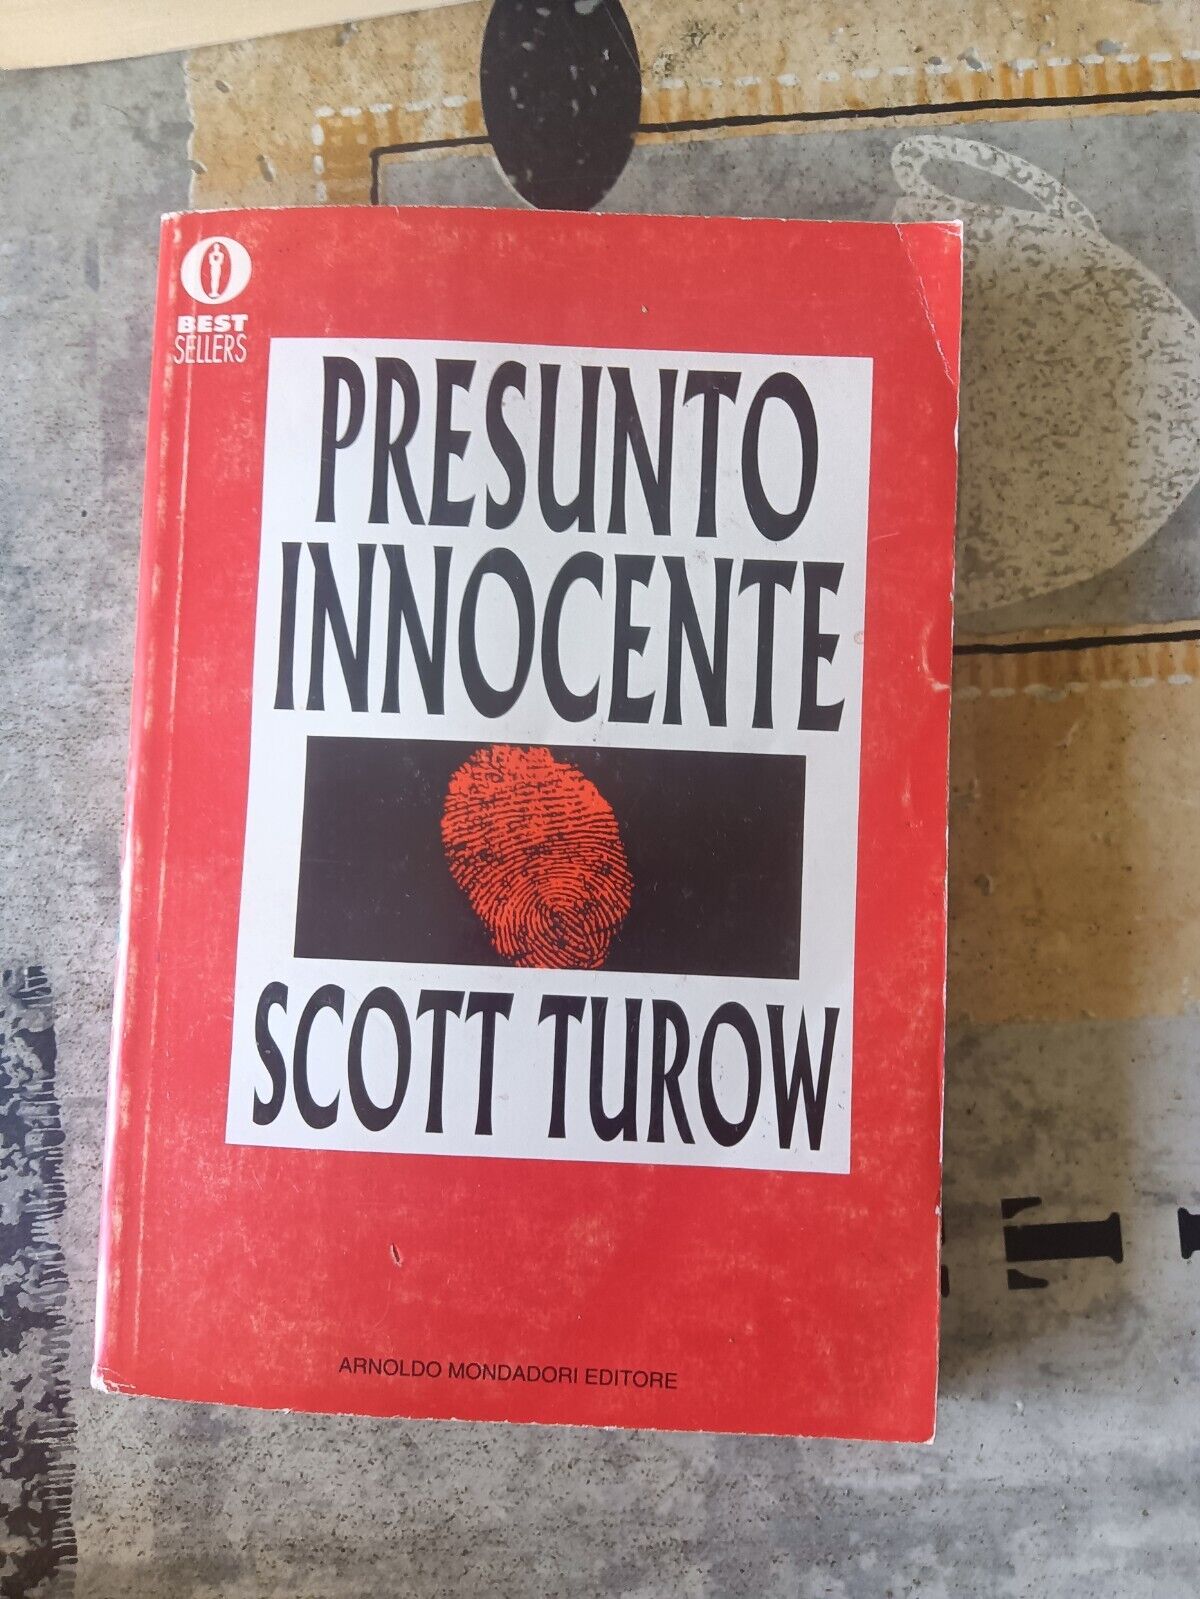 BEST
SELLERS
PRESUNTO
INNOCENTE
SCOTT TUROW
ARNOLDO MONDADORI EDITORE